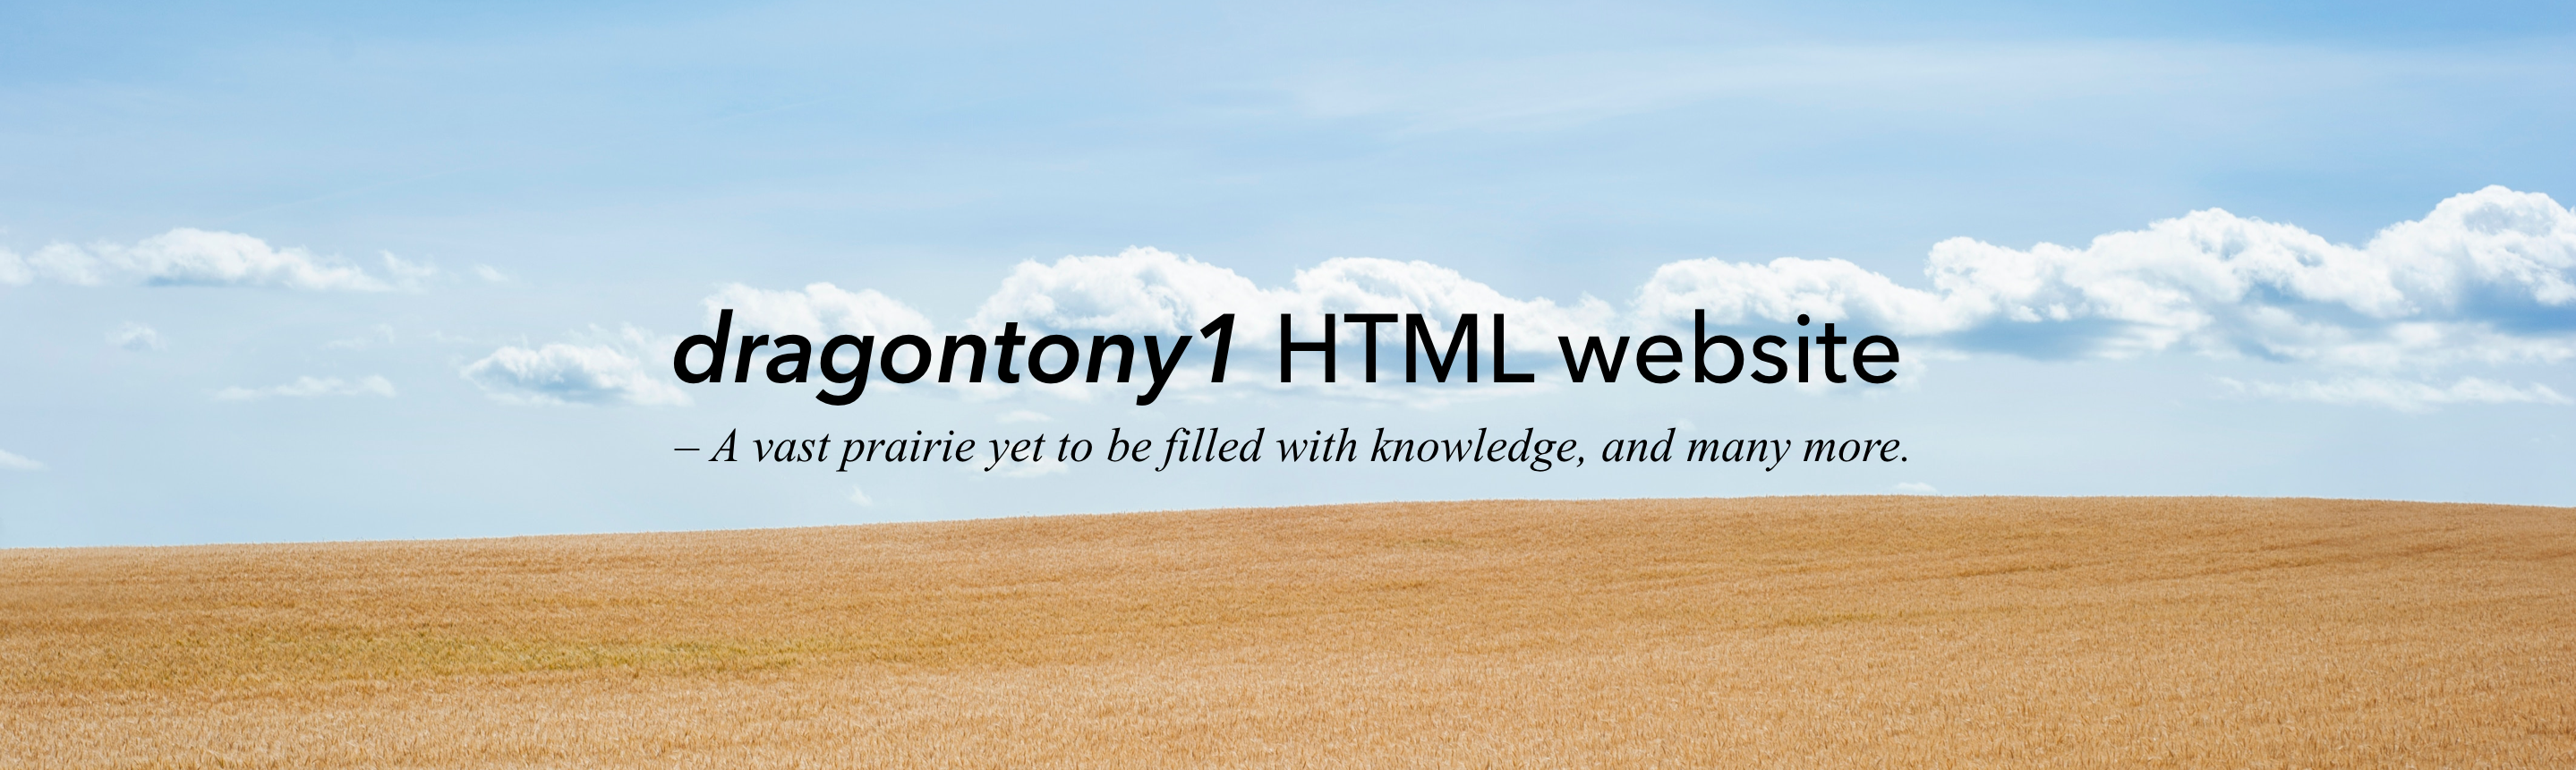 dragontony1 HTML website
– A vast prairie yet to be filled with knowledge, and many more.